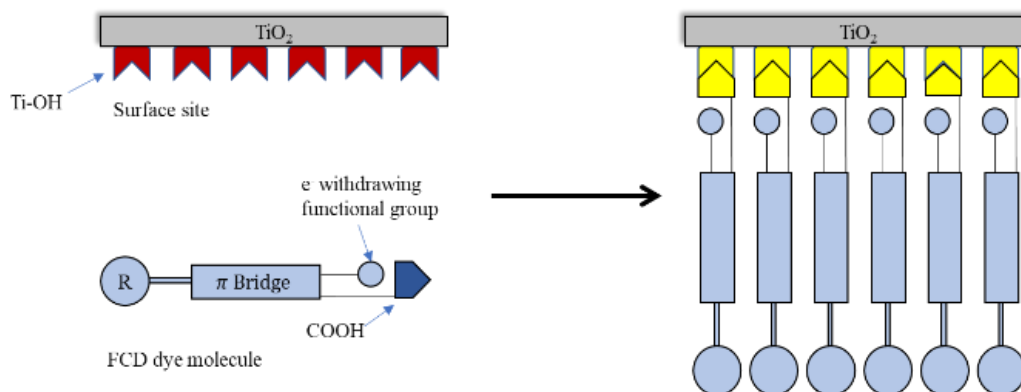 TiO₂
Ti-OH
Surface site
e withdrawing
functional group
R
π Bridge
COOH
FCD dye molecule
TiO₂